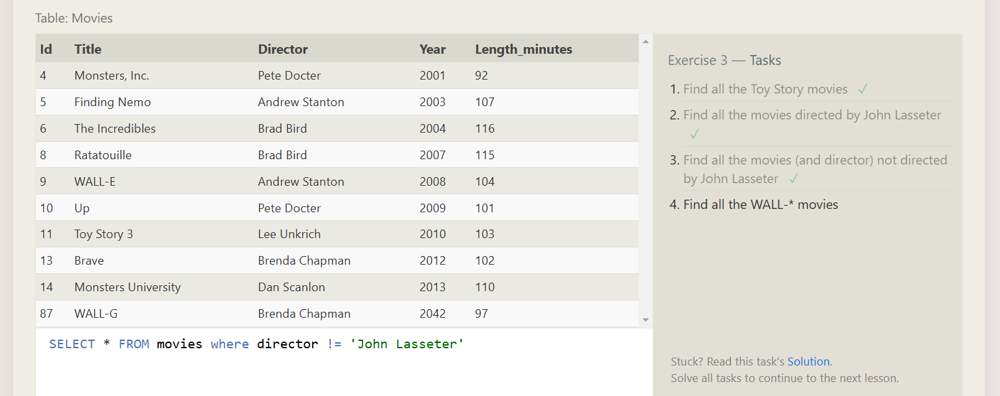 Table: Movies
Id Title Director Year Length_minutes
4 Monsters, Inc. Pete Docter 2001 92
5 Finding Nemo Andrew Stanton 2003 107
6 The Incredibles Brad Bird 2004 116
8 Ratatouille Brad Bird 2007 115
9 WALL-E Andrew Stanton 2008 104
10 Up Pete Docter 2009 101
11 Toy Story 3 Lee Unkrich 2010 103
13 Brave Brenda Chapman 2012 102
14 Monsters University Dan Scanlon 2013 110
87 WALL-G Brenda Chapman 2042 97
SELECT * FROM movies where director != 'John Lasseter'
Exercise 3 — Tasks
1. Find all the Toy Story movies ✓
2. Find all the movies directed by John Lasseter
✓
3. Find all the movies (and director) not directed
by John Lasseter ✓
4. Find all the WALL-* movies
Stuck? Read this task's Solution.
Solve all tasks to continue to the next lesson.